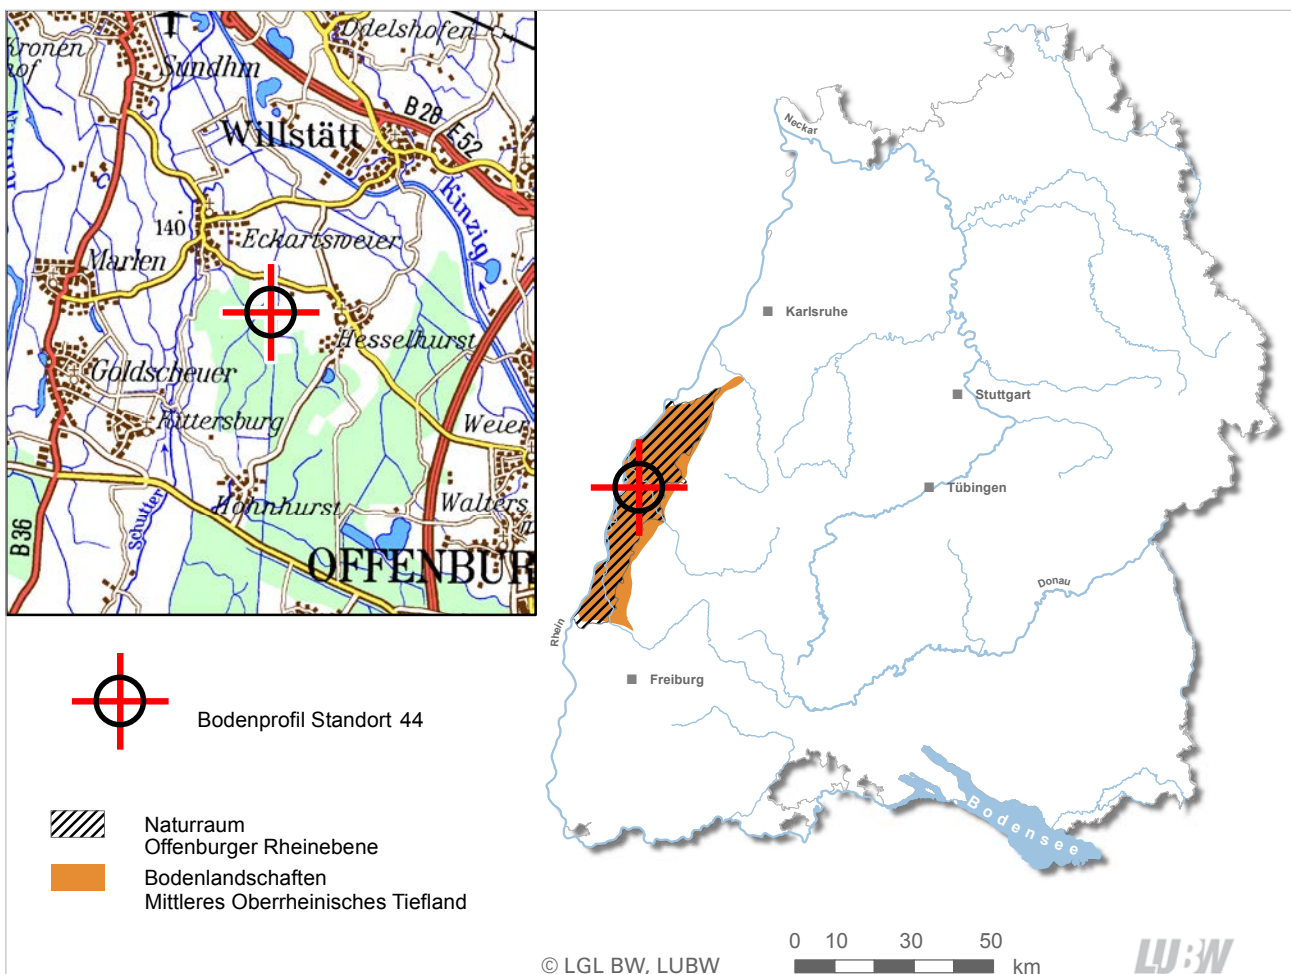 Odelshofen
Kronen
hof
Sundhm
B28
E52
Willstätt
Kinzig
140
Eckartsweier
Marlen
Hesselhurst
Goldscheuer
Kittersburg
Weier
Hohnhurst
Walters
Schutter
B36
OFFENBUR
Neckar
Karlsruhe
Stuttgart
Tübingen
Donau
Rhein
Freiburg
Bodensee
Bodenprofil Standort 44
Naturraum
Offenburger Rheinebene
Bodenlandschaften
Mittleres Oberrheinisches Tiefland
0 10 30 50
km
© LGL BW, LUBW
LUBW